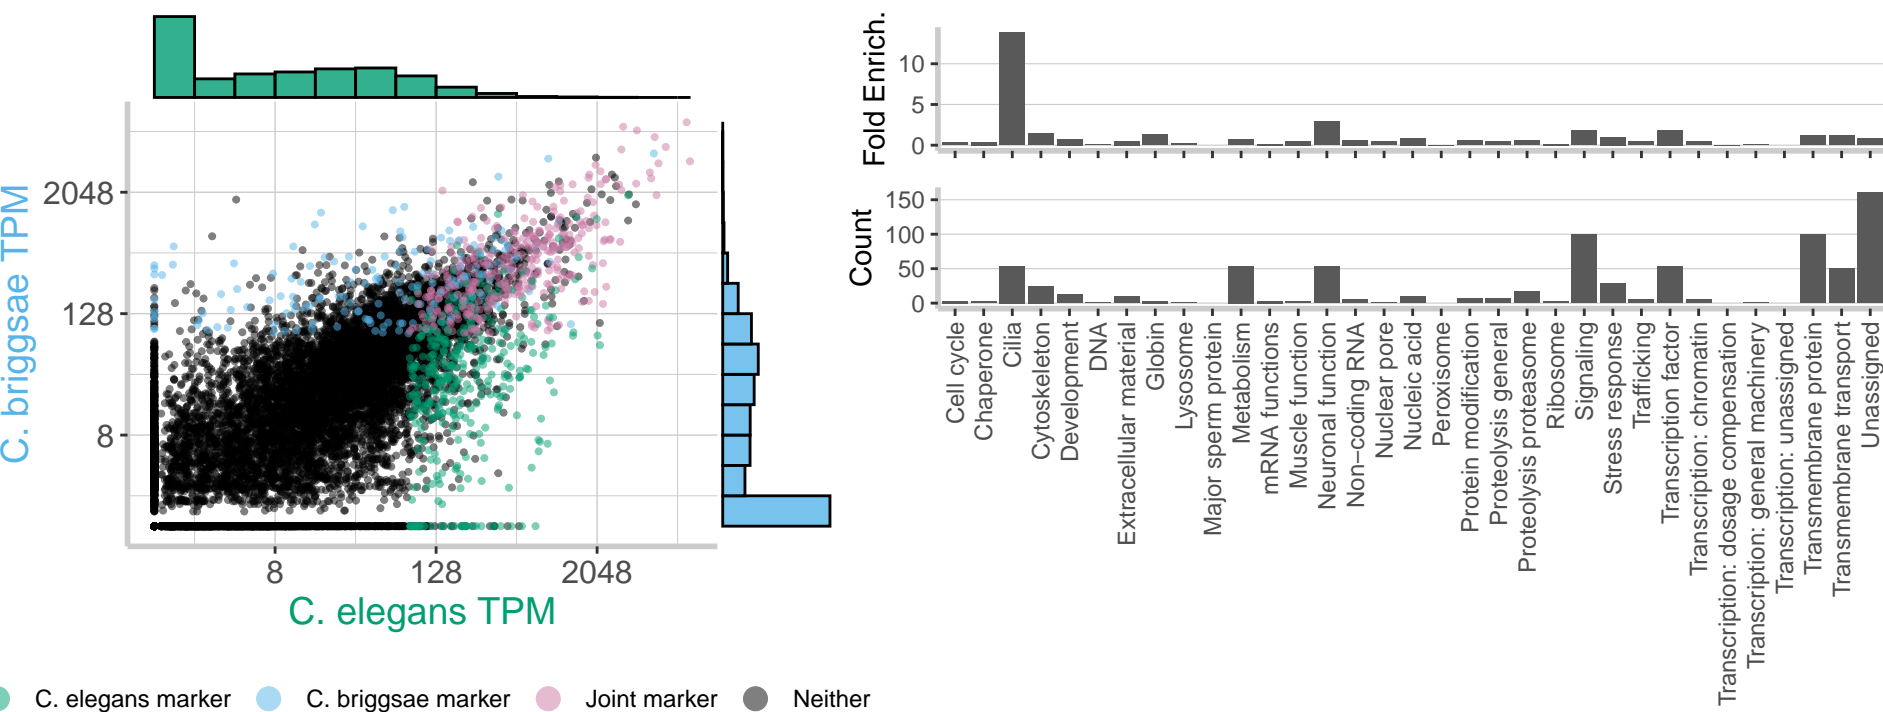 C. briggsae TPM
2048
128
8
8
128
2048
C. elegans TPM
C. elegans marker
C. briggsae marker
Joint marker
Neither
Fold Enrich.
10
5
0
Count
150
100
50
0
Cell cycle
Chaperone
Cilia
Cytoskeleton
Development
DNA
Extracellular material
Globin
Lysosome
Major sperm protein
Metabolism
mRNA functions
Muscle function
Neuronal function
Non−coding RNA
Nuclear pore
Nucleic acid
Peroxisome
Protein modification
Proteolysis general
Proteolysis proteasome
Ribosome
Signaling
Stress response
Trafficking
Transcription factor
Transcription: chromatin
Transcription: dosage compensation
Transcription: general machinery
Transcription: unassigned
Transmembrane protein
Transmembrane transport
Unassigned